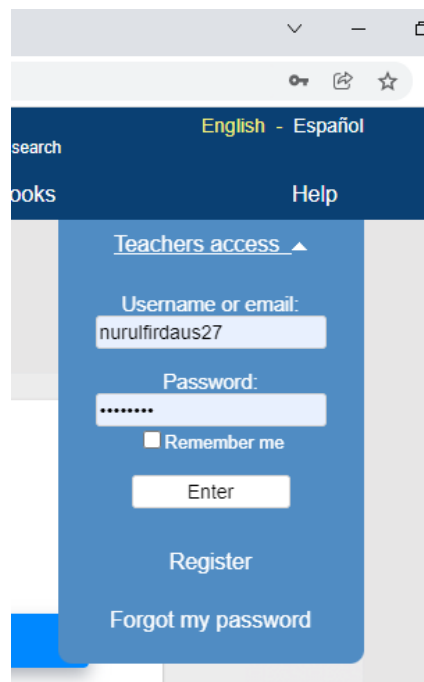 English - Español
search
ooks
Help
Teachers access
Username or email:
nurulfirdaus27
Password:
••••••••
Remember me
Enter
Register
Forgot my password